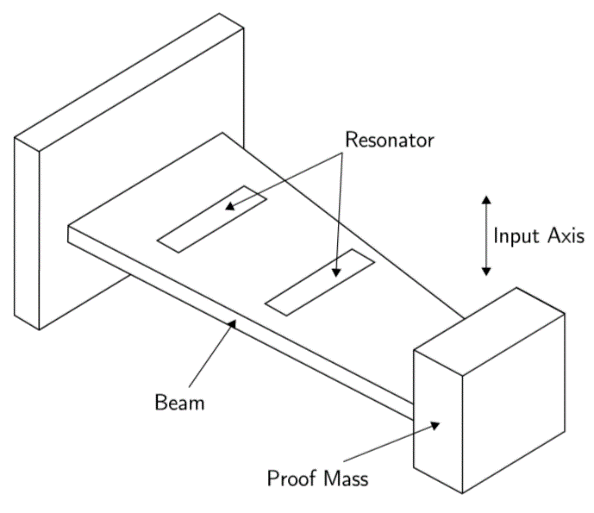 Resonator
Input Axis
Beam
Proof Mass